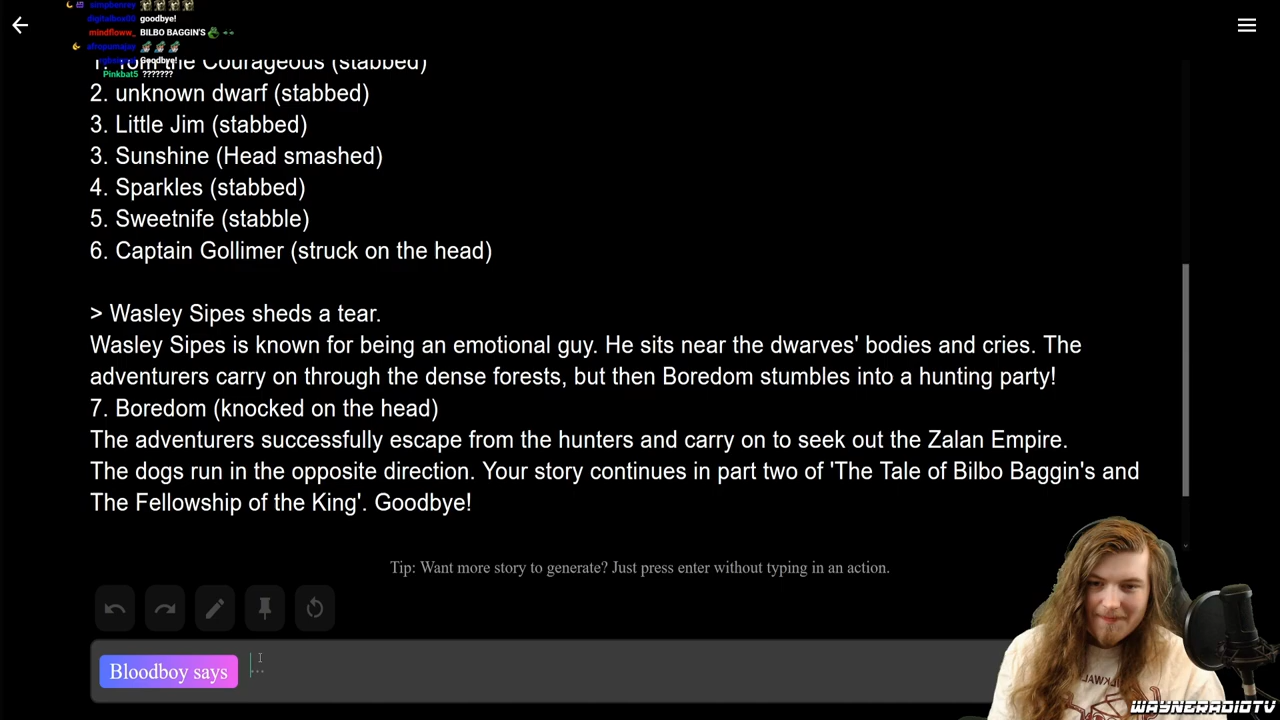 simpbenrey
digitalbox00 goodbye!
mindfloww_ BILBO BAGGIN'S
afropumajay
Goodbye!
Pinkbat5 ???????
1. Tom the Courageous (stabbed)
2. unknown dwarf (stabbed)
3. Little Jim (stabbed)
3. Sunshine (Head smashed)
4. Sparkles (stabbed)
5. Sweetnife (stabble)
6. Captain Gollimer (struck on the head)
> Wasley Sipes sheds a tear.
Wasley Sipes is known for being an emotional guy. He sits near the dwarves' bodies and cries. The
adventurers carry on through the dense forests, but then Boredom stumbles into a hunting party!
7. Boredom (knocked on the head)
The adventurers successfully escape from the hunters and carry on to seek out the Zalan Empire.
The dogs run in the opposite direction. Your story continues in part two of 'The Tale of Bilbo Baggin's and
The Fellowship of the King'. Goodbye!
Tip: Want more story to generate? Just press enter without typing in an action.
Bloodboy says ...
WAYNERADIOTV